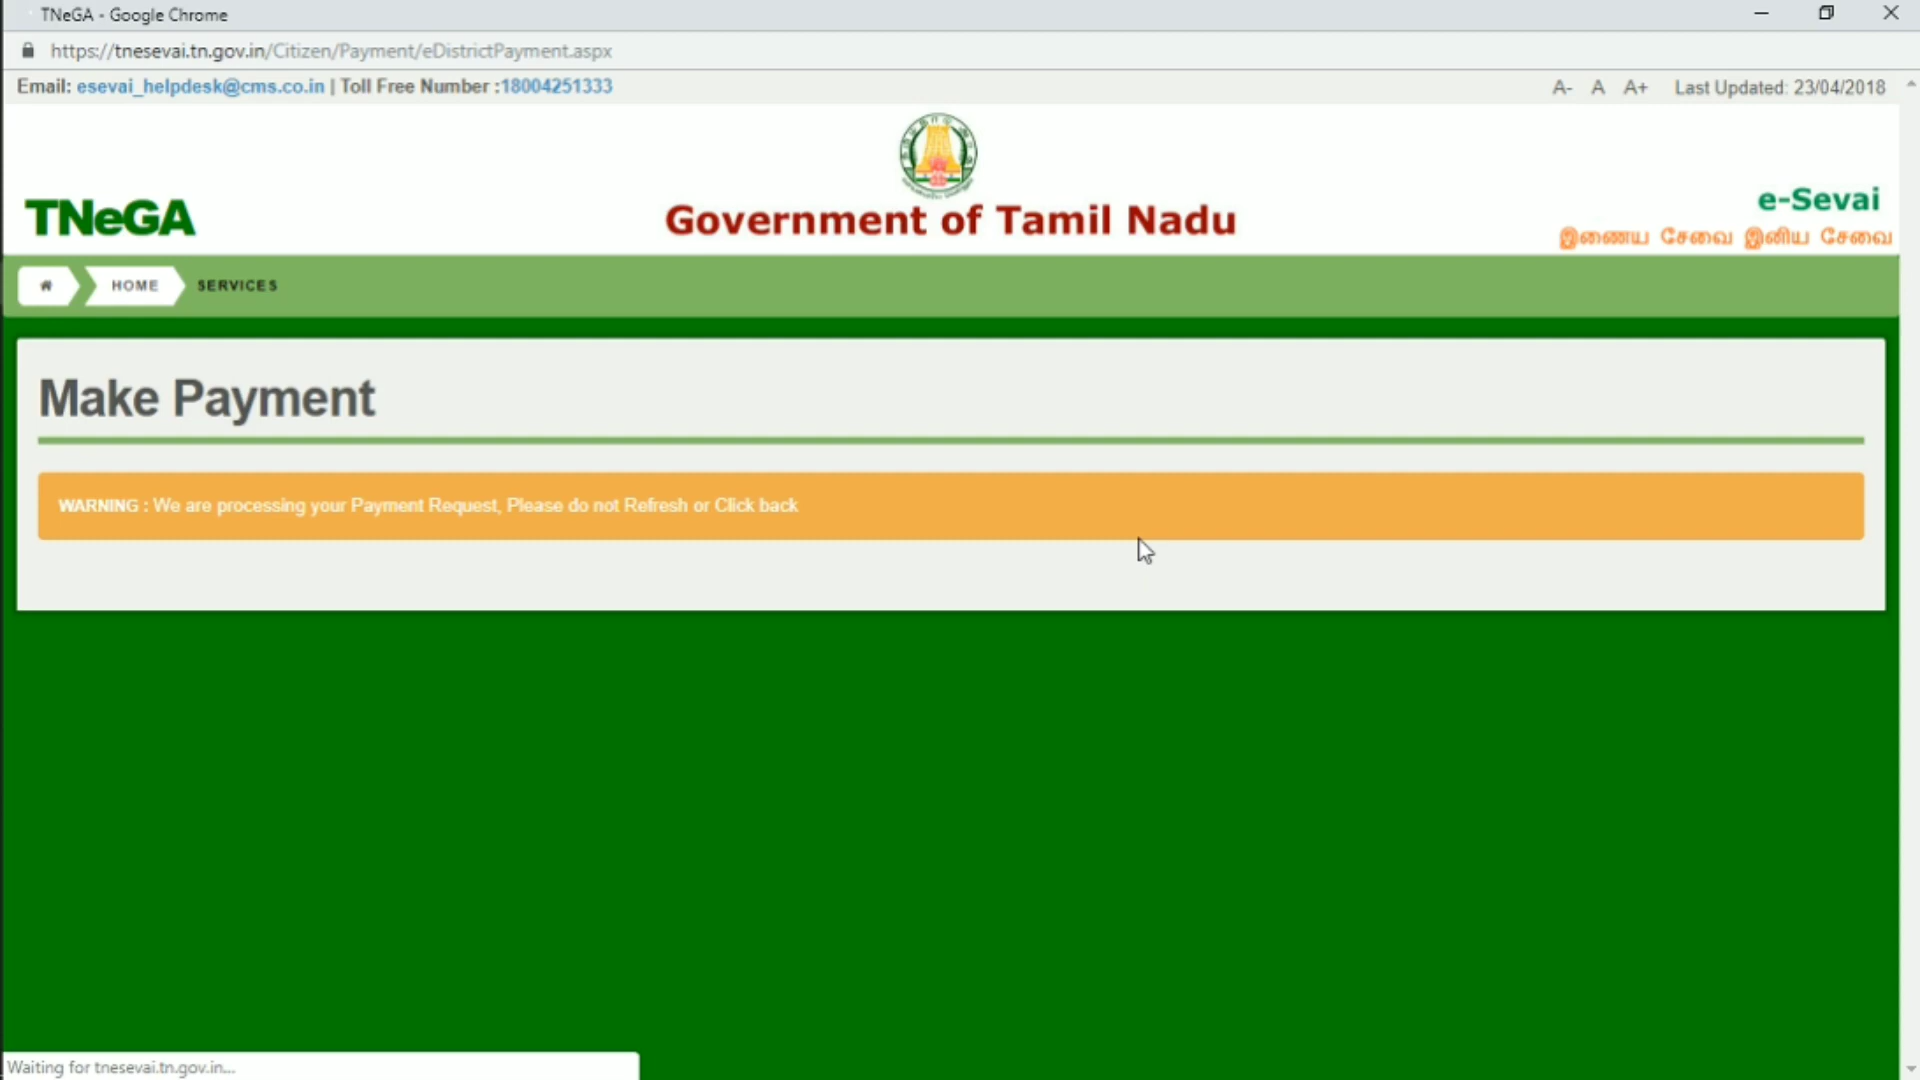 TNeGA - Google Chrome
https://tnesevai.tn.gov.in/Citizen/Payment/eDistrictPayment.aspx
Email: esevai_helpdesk@cms.co.in | Toll Free Number :18004251333
A- A A+ Last Updated: 23/04/2018
TNeGA
Government of Tamil Nadu
e-Sevai
இணைய சேவை இனிய சேவை
HOME SERVICES
Make Payment
WARNING : We are processing your Payment Request, Please do not Refresh or Click back
Waiting for tnesevai.tn.gov.in...